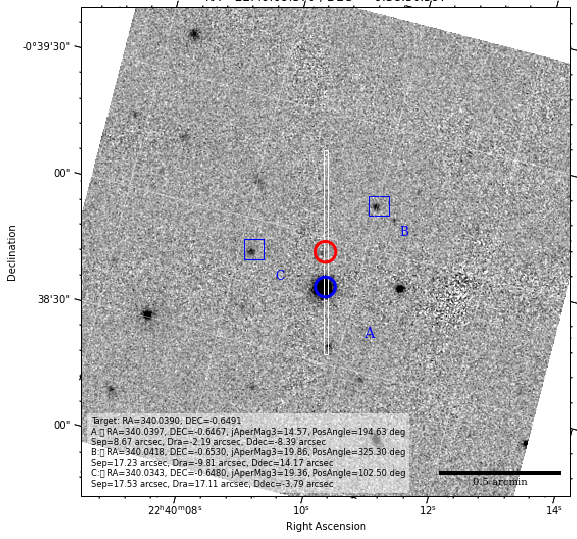 -0°39'30"
00"
B
C
38'30"
A
00"
Declination
Target: RA=340.0390, DEC=-0.6491
A: RA=340.0397, DEC=-0.6467, jAperMag3=14.57, PosAngle=194.63 deg
Sep=8.67 arcsec, Dra=-2.19 arcsec, Ddec=-8.39 arcsec
B: RA=340.0418, DEC=-0.6530, jAperMag3=19.86, PosAngle=325.30 deg
Sep=17.23 arcsec, Dra=-9.81 arcsec, Ddec=14.17 arcsec
C: RA=340.0343, DEC=-0.6480, jAperMag3=19.36, PosAngle=102.50 deg
Sep=17.53 arcsec, Dra=17.11 arcsec, Ddec=-3.79 arcsec
0.5 arcmin
22ʰ40ᵐ08ˢ
10ˢ
12ˢ
14ˢ
Right Ascension